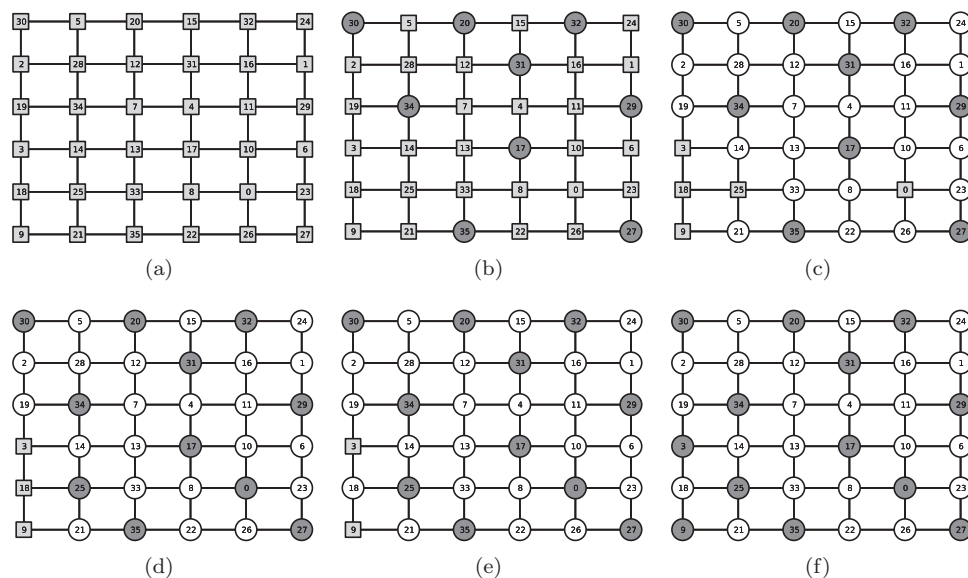 30 5 20 15 32 24
2 28 12 31 16 1
19 34 7 4 11 29
3 14 13 17 10 6
18 25 33 8 0 23
9 21 35 22 26 27
(a)
30 5 20 15 32 24
2 28 12 31 16 1
19 34 7 4 11 29
3 14 13 17 10 6
18 25 33 8 0 23
9 21 35 22 26 27
(b)
30 5 20 15 32 24
2 28 12 31 16 1
19 34 7 4 11 29
3 14 13 17 10 6
18 25 33 8 0 23
9 21 35 22 26 27
(c)
30 5 20 15 32 24
2 28 12 31 16 1
19 34 7 4 11 29
3 14 13 17 10 6
18 25 33 8 0 23
9 21 35 22 26 27
(d)
30 5 20 15 32 24
2 28 12 31 16 1
19 34 7 4 11 29
3 14 13 17 10 6
18 25 33 8 0 23
9 21 35 22 26 27
(e)
30 5 20 15 32 24
2 28 12 31 16 1
19 34 7 4 11 29
3 14 13 17 10 6
18 25 33 8 0 23
9 21 35 22 26 27
(f)